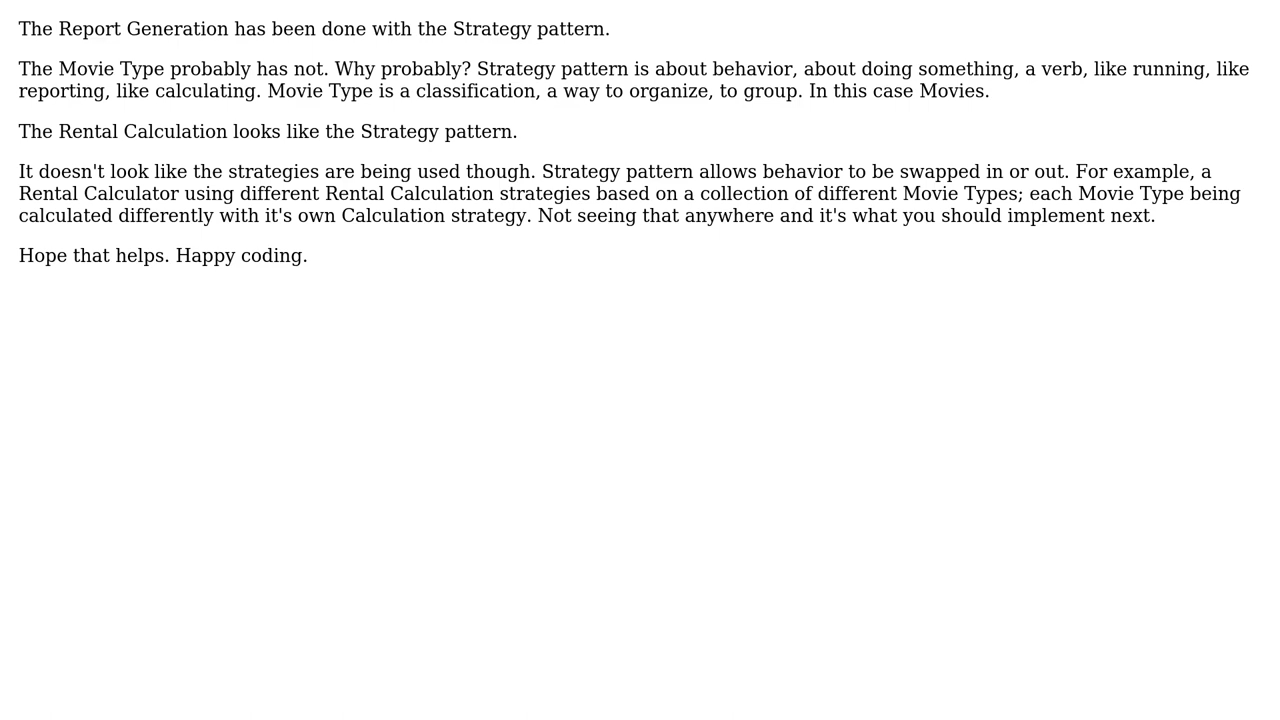 The Report Generation has been done with the Strategy pattern.
The Movie Type probably has not. Why probably? Strategy pattern is about behavior, about doing something, a verb, like running, like
reporting, like calculating. Movie Type is a classification, a way to organize, to group. In this case Movies.
The Rental Calculation looks like the Strategy pattern.
It doesn't look like the strategies are being used though. Strategy pattern allows behavior to be swapped in or out. For example, a
Rental Calculator using different Rental Calculation strategies based on a collection of different Movie Types; each Movie Type being
calculated differently with it's own Calculation strategy. Not seeing that anywhere and it's what you should implement next.
Hope that helps. Happy coding.